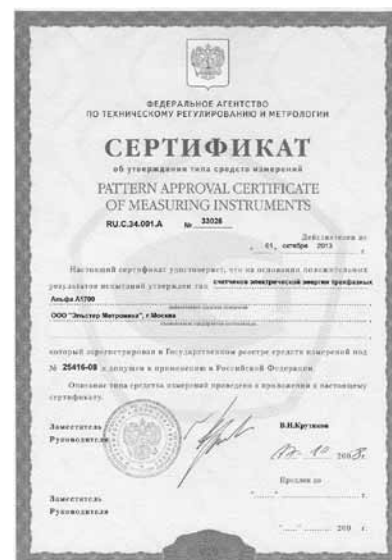 ФЕДЕРАЛЬНОЕ АГЕНТСТВО
ПО ТЕХНИЧЕСКОМУ РЕГУЛИРОВАНИЮ И МЕТРОЛОГИИ
СЕРТИФИКАТ
об утверждении типа средств измерений
PATTERN APPROVAL CERTIFICATE
OF MEASURING INSTRUMENTS
RU.C.34.001.A № 33026
Действителен до
" 01, октября 2013 г.
Настоящий сертификат удостоверяет, что на основании положительных
результатов испытаний утвержден тип счетчиков электрической энергии трехфазных
Альфа А1700
ООО "Эльстер Метроника", г.Москва
который зарегистрирован в Государственном реестре средств измерений под
№ 25416-08 и допущен к применению в Российской Федерации.
Описание типа средства измерений приведено в приложении к настоящему
сертификату.
Заместитель
Руководителя
В.Н.Крутиков
200 8г.
Продлен до
" ...... " .................. г.
Заместитель
Руководителя
" ...... " ............ 200 г.